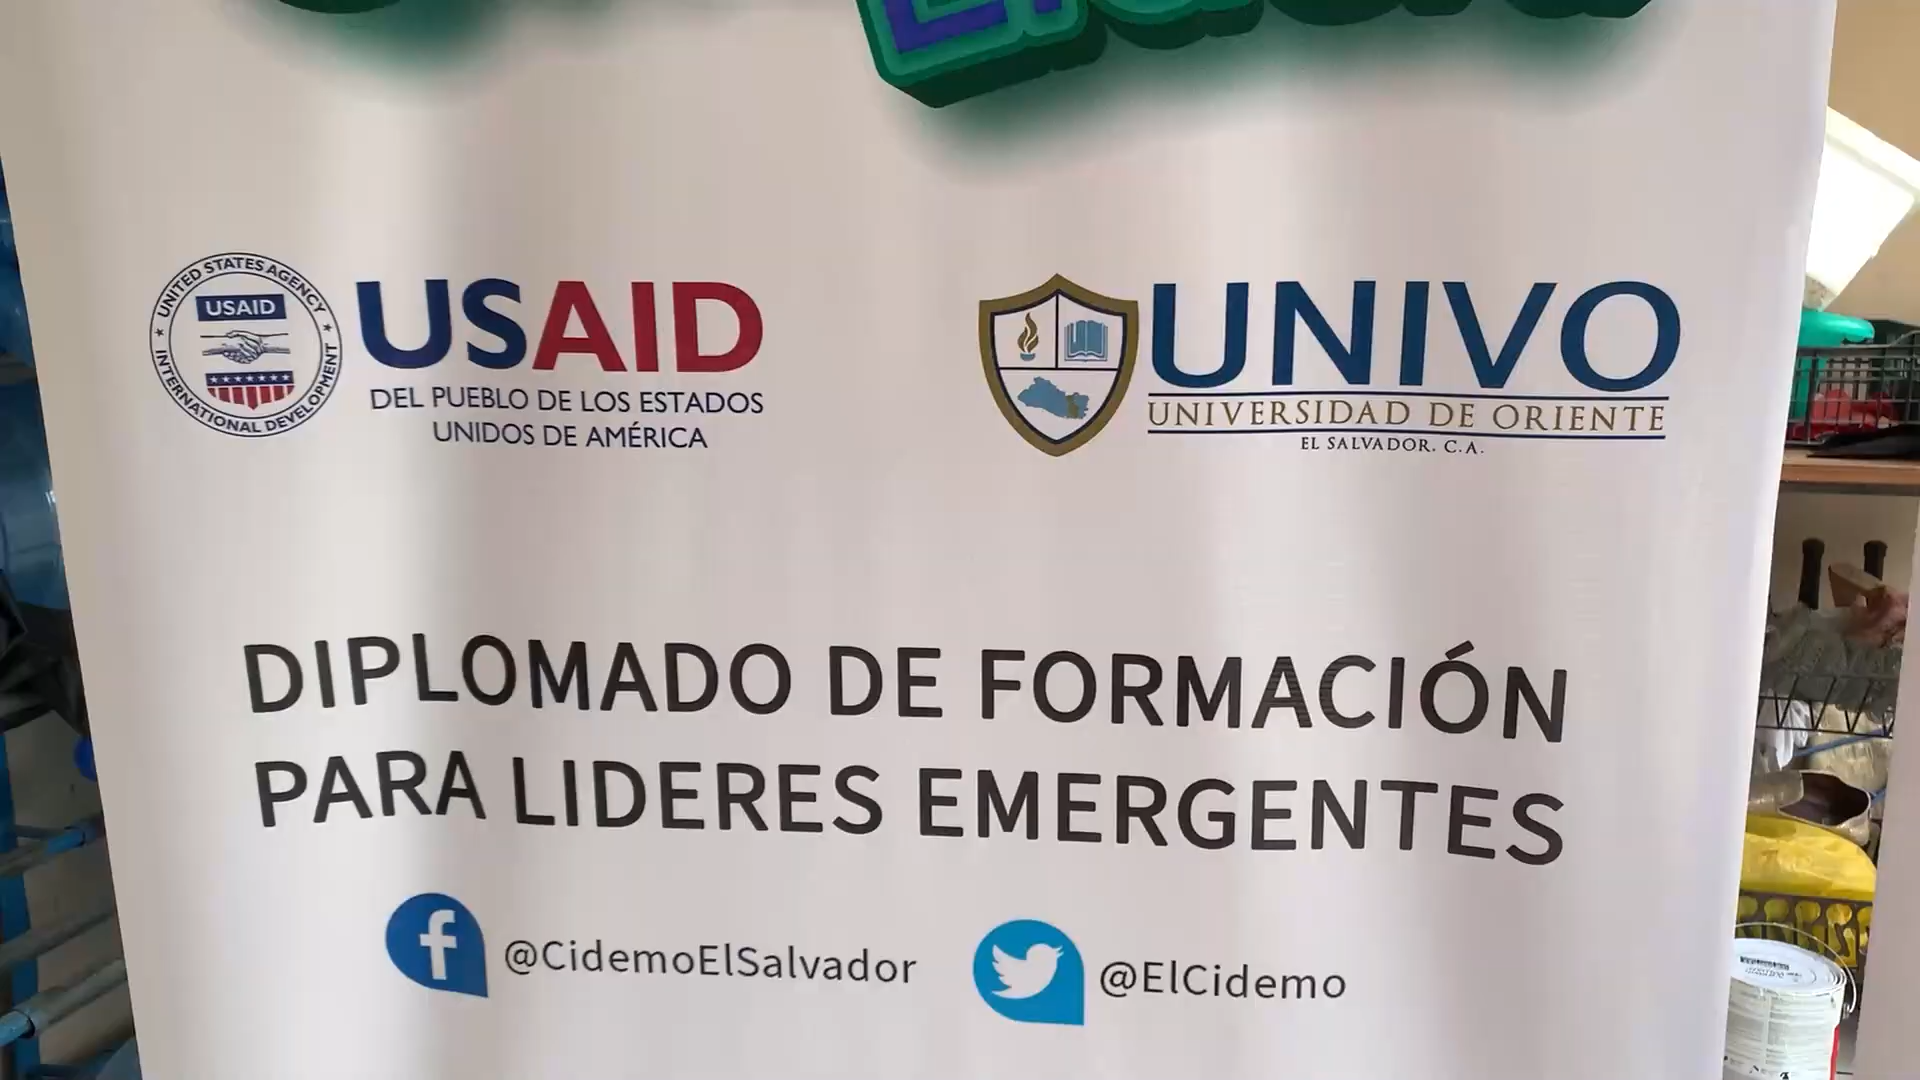 UNITED STATES AGENCY
USAID
INTERNATIONAL DEVELOPMENT
USAID
DEL PUEBLO DE LOS ESTADOS
UNIDOS DE AMÉRICA
UNIVO
UNIVERSIDAD DE ORIENTE
EL SALVADOR. C.A.
DIPLOMADO DE FORMACIÓN
PARA LIDERES EMERGENTES
@CidemoElSalvador
@ElCidemo